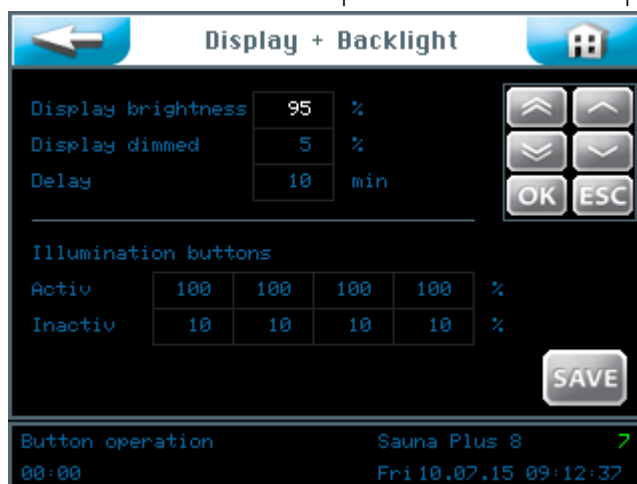 Display + Backlight
Display brightness 95 %
Display dimmed 5 %
Delay 10 min
OK ESC
Illumination buttons
Activ 100 100 100 100 %
Inactiv 10 10 10 10 %
SAVE
Button operation Sauna Plus 8 7
00:00 Fri 10.07.15 09:12:37